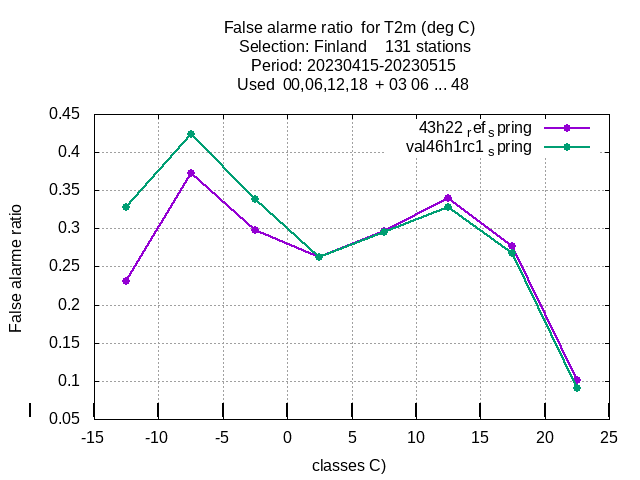 False alarme ratio for T2m (deg C)
Selection: Finland 131 stations
Period: 20230415-20230515
Used 00,06,12,18 + 03 06 ... 48
43h22 refspring
val46h1rc1 spring
0.45
0.4
0.35
0.3
0.25
0.2
0.15
0.1
0.05
False alarme ratio
-15 -10 -5 0 5 10 15 20 25
classes C)